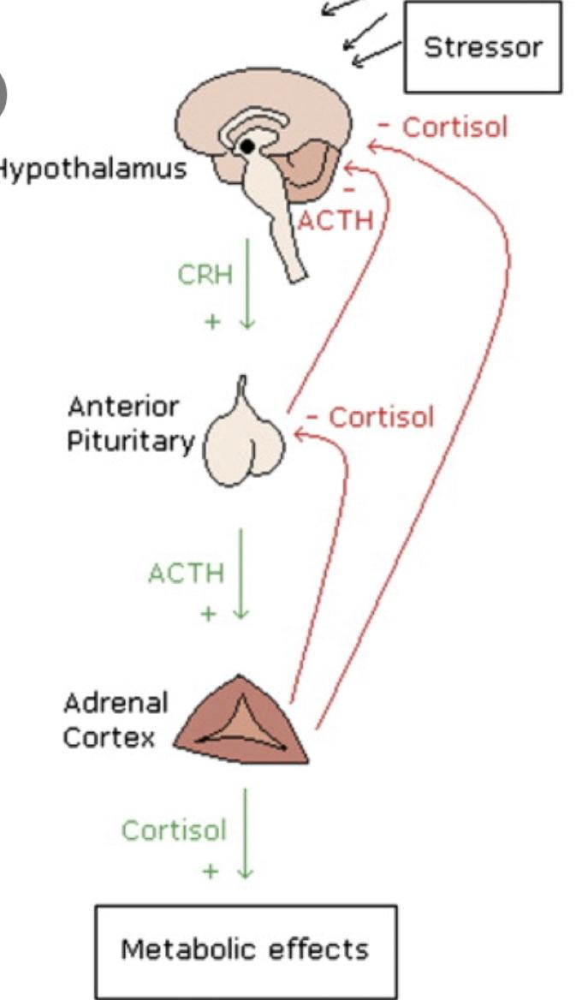 Stressor
- Cortisol
Hypothalamus
-
ACTH
CRH
+
Anterior
Pituritary
- Cortisol
ACTH
+
Adrenal
Cortex
Cortisol
+
Metabolic effects